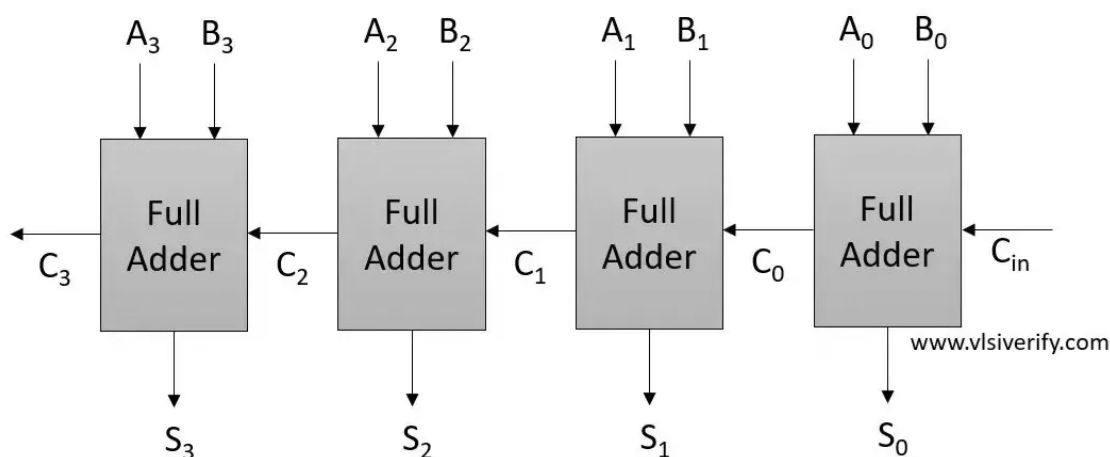 A₃ B₃ A₂ B₂ A₁ B₁ A₀ B₀
Full Adder
Full Adder
Full Adder
Full Adder
C₃ C₂ C₁ C₀ Cᵢₙ
www.vlsiverify.com
S₃ S₂ S₁ S₀